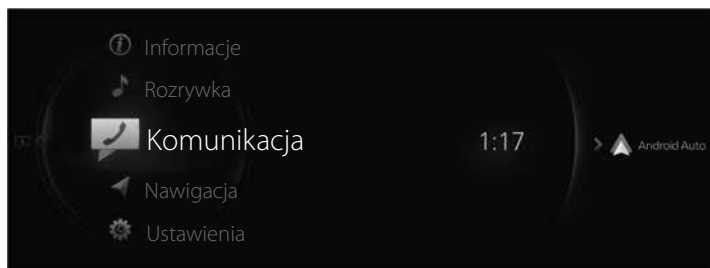 Informacje
Rozrywka
Komunikacja
1:17
Android Auto
Nawigacja
Ustawienia